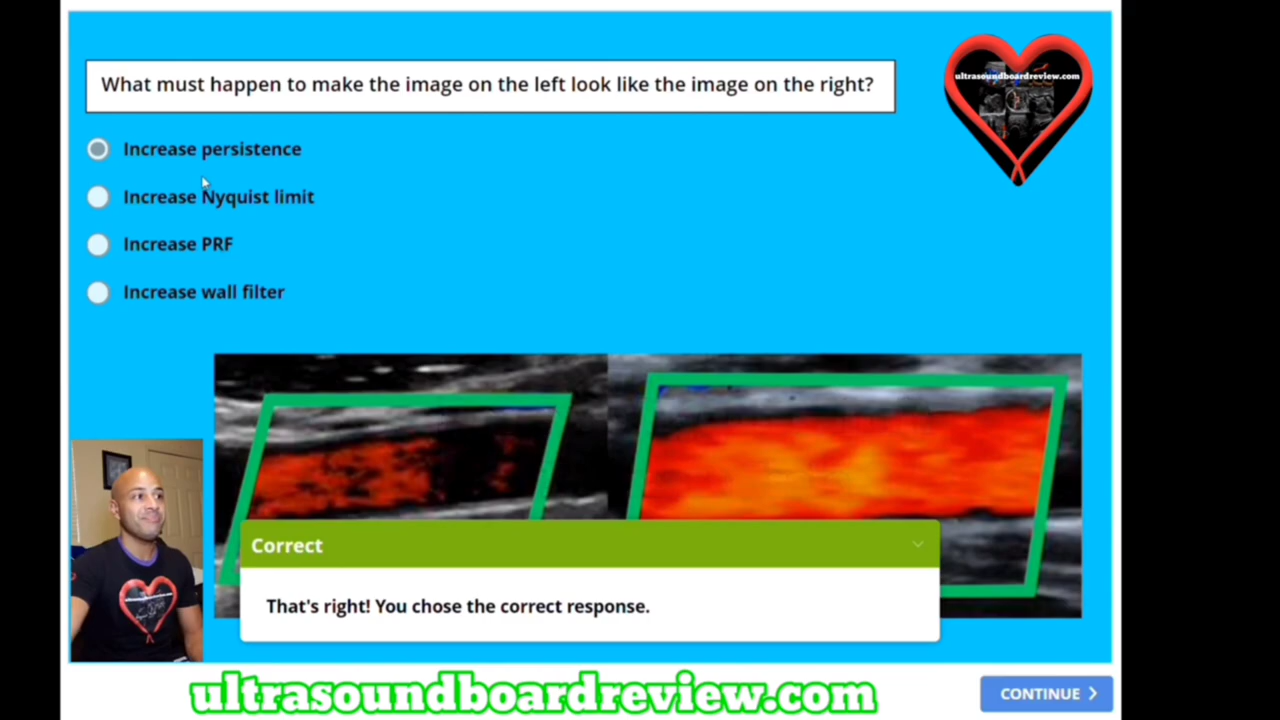 What must happen to make the image on the left look like the image on the right?
ultrasoundboardreview.com
Increase persistence
Increase Nyquist limit
Increase PRF
Increase wall filter
Correct
That's right! You chose the correct response.
ultrasoundboardreview.com
CONTINUE